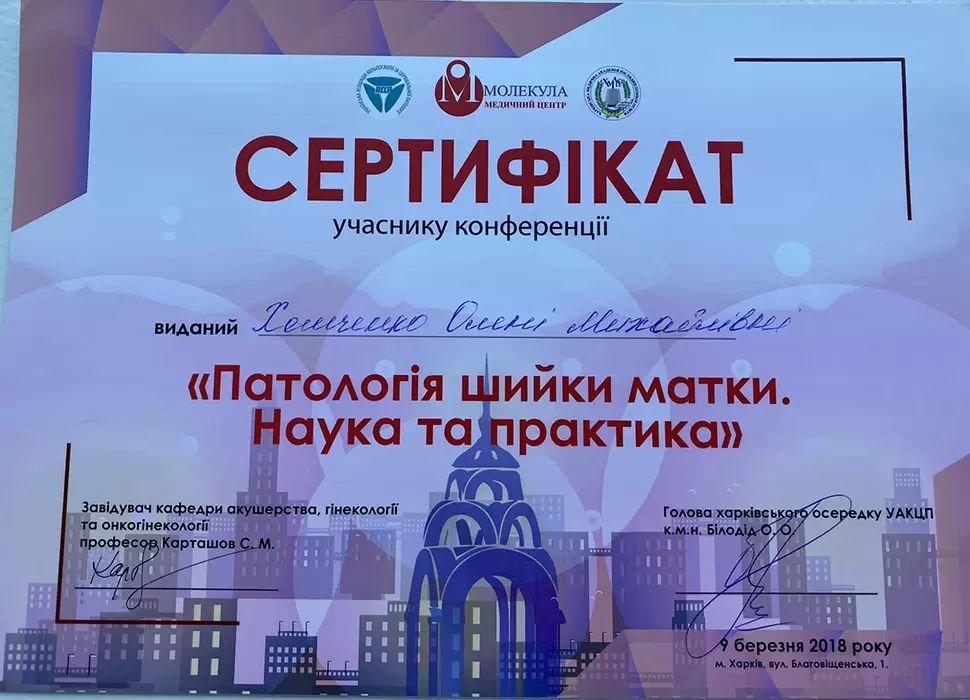 МОЛЕКУЛА
МЕДИЧНИЙ ЦЕНТР
СЕРТИФІКАТ
учаснику конференції
виданий Хомченко Олені Михайлівні
«Патологія шийки матки.
Наука та практика»
Завідувач кафедри акушерства, гінекології
та онкогінекології
професор Карташов С. М.
Голова харківського осередку УАКЦП
к.м.н. Білодід О. О.
9 березня 2018 року
м. Харків, вул. Благовіщенська, 1.